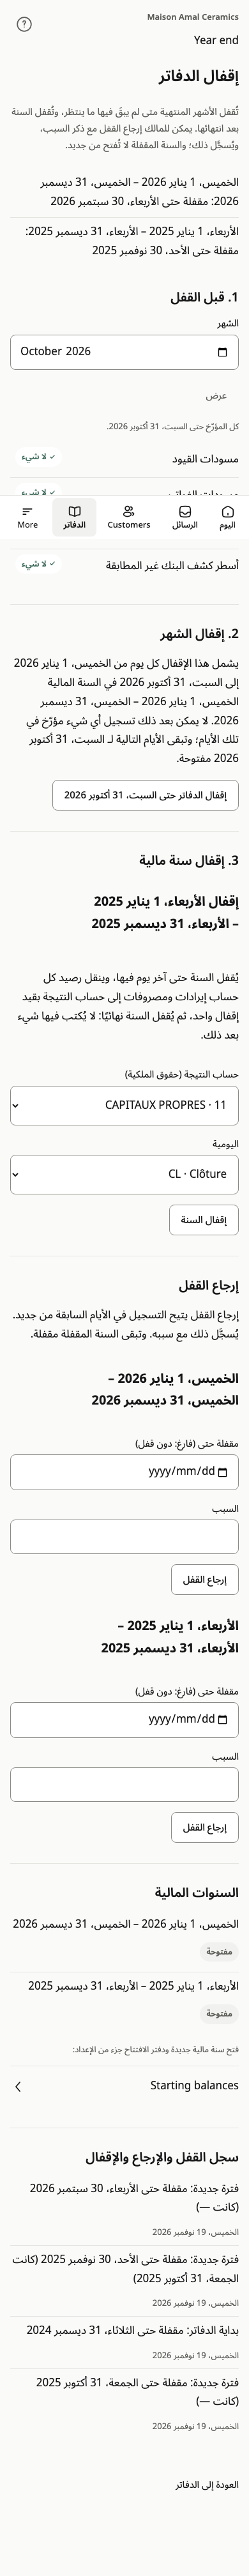 Maison Amal Ceramics
Year end
إقفال الدفاتر
تُقفل الأشهر المنتهية متى لم يبقَ فيها ما ينتظر، وتُقفل السنة
بعد انتهائها. يمكن للمالك إرجاع القفل مع ذكر السبب،
ويُسجَّل ذلك؛ والسنة المقفلة لا تُفتح من جديد.
الخميس، 1 يناير 2026 – الخميس، 31 ديسمبر
2026: مقفلة حتى الأربعاء، 30 سبتمبر 2026
الأربعاء، 1 يناير 2025 – الأربعاء، 31 ديسمبر 2025:
مقفلة حتى الأحد، 30 نوفمبر 2025
1. قبل القفل
الشهر
October 2026
عرض
كل المؤرّخ حتى السبت، 31 أكتوبر 2026.
مسودات القيود
لا شيء
لا شيء
اليوم
الرسائل
Customers
الدفاتر
More
أسطر كشف البنك غير المطابقة
لا شيء
2. إقفال الشهر
يشمل هذا الإقفال كل يوم من الخميس، 1 يناير 2026
إلى السبت، 31 أكتوبر 2026 في السنة المالية
الخميس، 1 يناير 2026 – الخميس، 31 ديسمبر
2026. لا يمكن بعد ذلك تسجيل أي شيء مؤرّخ في
تلك الأيام؛ وتبقى الأيام التالية لـ السبت، 31 أكتوبر
2026 مفتوحة.
إقفال الدفاتر حتى السبت، 31 أكتوبر 2026
3. إقفال سنة مالية
إقفال الأربعاء، 1 يناير 2025
– الأربعاء، 31 ديسمبر 2025
يُقفل السنة حتى آخر يوم فيها، وينقل رصيد كل
حساب إيرادات ومصروفات إلى حساب النتيجة بقيد
إقفال واحد، ثم يُقفل السنة نهائيًا: لا يُكتب فيها شيء
بعد ذلك.
حساب النتيجة (حقوق الملكية)
11 · CAPITAUX PROPRES
اليومية
CL · Clôture
إقفال السنة
إرجاع القفل
إرجاع القفل يتيح التسجيل في الأيام السابقة من جديد.
يُسجَّل ذلك مع سببه. وتبقى السنة المقفلة مقفلة.
الخميس، 1 يناير 2026 –
الخميس، 31 ديسمبر 2026
مقفلة حتى (فارغ: دون قفل)
yyyy/mm/dd
السبب
إرجاع القفل
الأربعاء، 1 يناير 2025 –
الأربعاء، 31 ديسمبر 2025
مقفلة حتى (فارغ: دون قفل)
yyyy/mm/dd
السبب
إرجاع القفل
السنوات المالية
الخميس، 1 يناير 2026 – الخميس، 31 ديسمبر 2026
مفتوحة
الأربعاء، 1 يناير 2025 – الأربعاء، 31 ديسمبر 2025
مفتوحة
فتح سنة مالية جديدة ودفتر الافتتاح جزء من الإعداد:
Starting balances
سجل القفل والإرجاع والإقفال
فترة جديدة: مقفلة حتى الأربعاء، 30 سبتمبر 2026
(كانت —)
الخميس، 19 نوفمبر 2026
فترة جديدة: مقفلة حتى الأحد، 30 نوفمبر 2025 (كانت
الجمعة، 31 أكتوبر 2025)
الخميس، 19 نوفمبر 2026
بداية الدفاتر: مقفلة حتى الثلاثاء، 31 ديسمبر 2024
الخميس، 19 نوفمبر 2026
فترة جديدة: مقفلة حتى الجمعة، 31 أكتوبر 2025
(كانت —)
الخميس، 19 نوفمبر 2026
العودة إلى الدفاتر